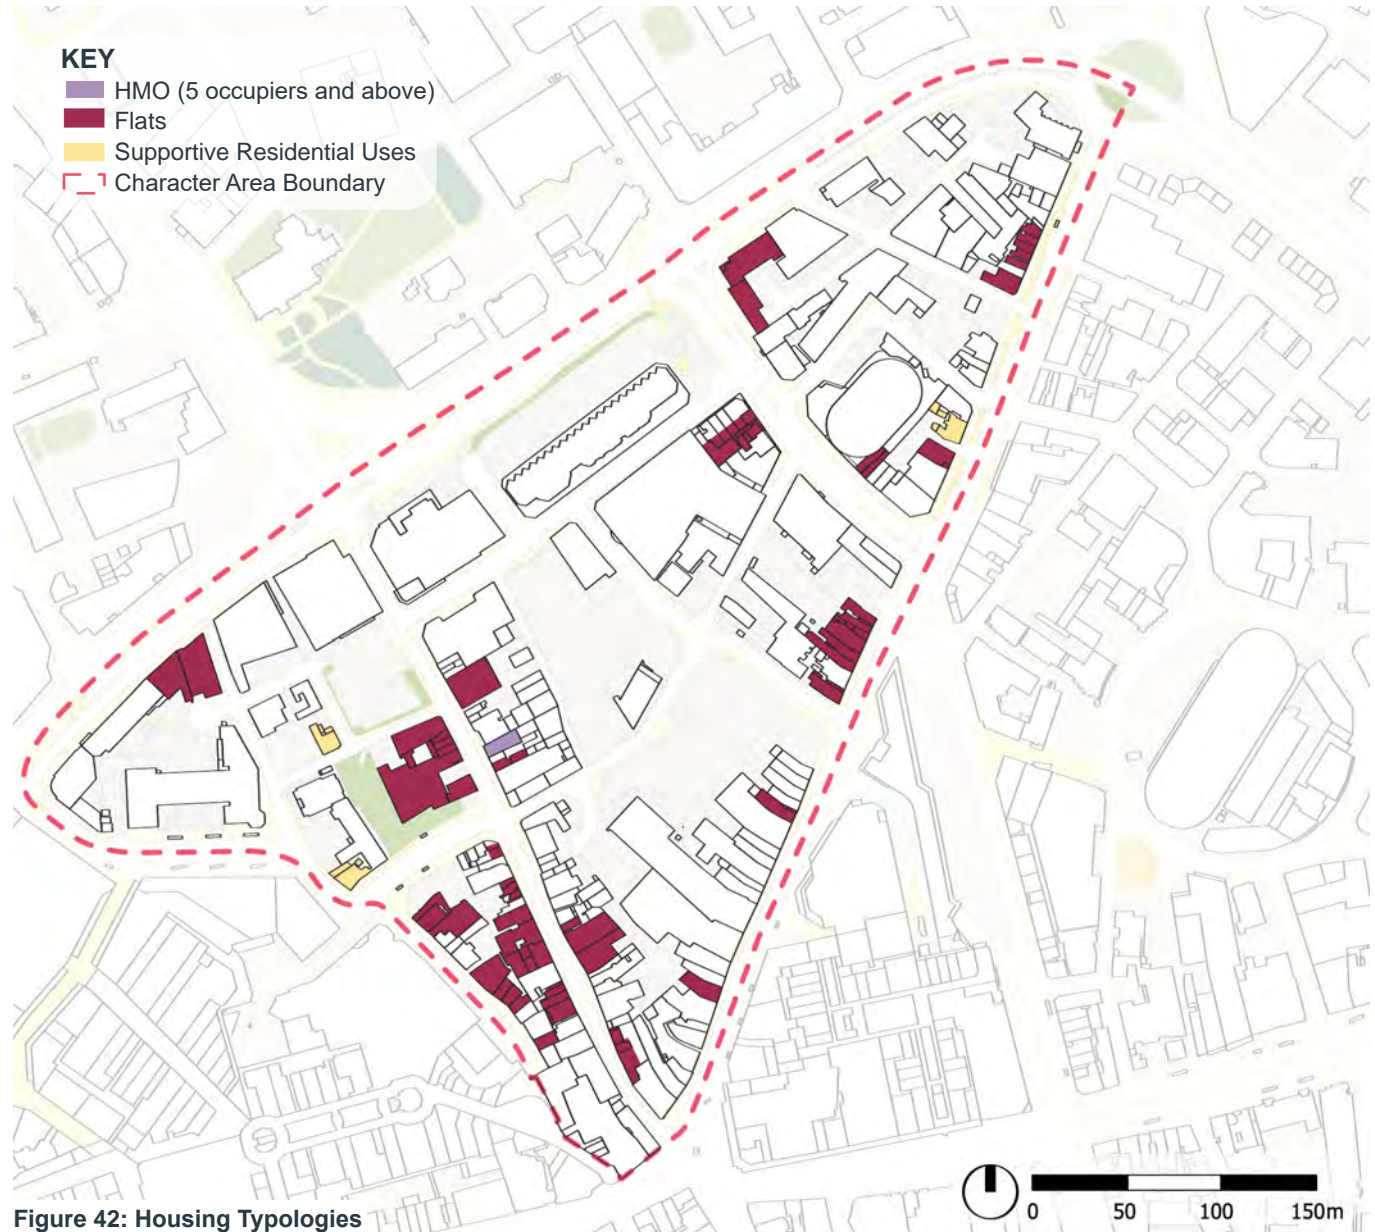 KEY
HMO (5 occupiers and above)
Flats
Supportive Residential Uses
Character Area Boundary
0 50 100 150m
Figure 42: Housing Typologies